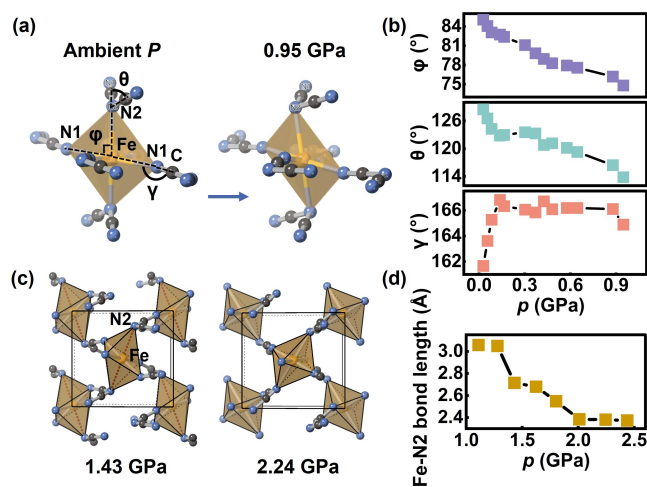 (a)
Ambient P
0.95 GPa
θ
N2
N1
φ
Fe
N1
C
γ
(b)
φ (°)
84
81
78
75
θ (°)
126
120
114
γ (°)
166
164
162
0.0
0.3
0.6
0.9
p (GPa)
(c)
N2
Fe
1.43 GPa
2.24 GPa
(d)
Fe-N2 bond length (Å)
3.0
2.8
2.6
2.4
1.0
1.5
2.0
2.5
p (GPa)